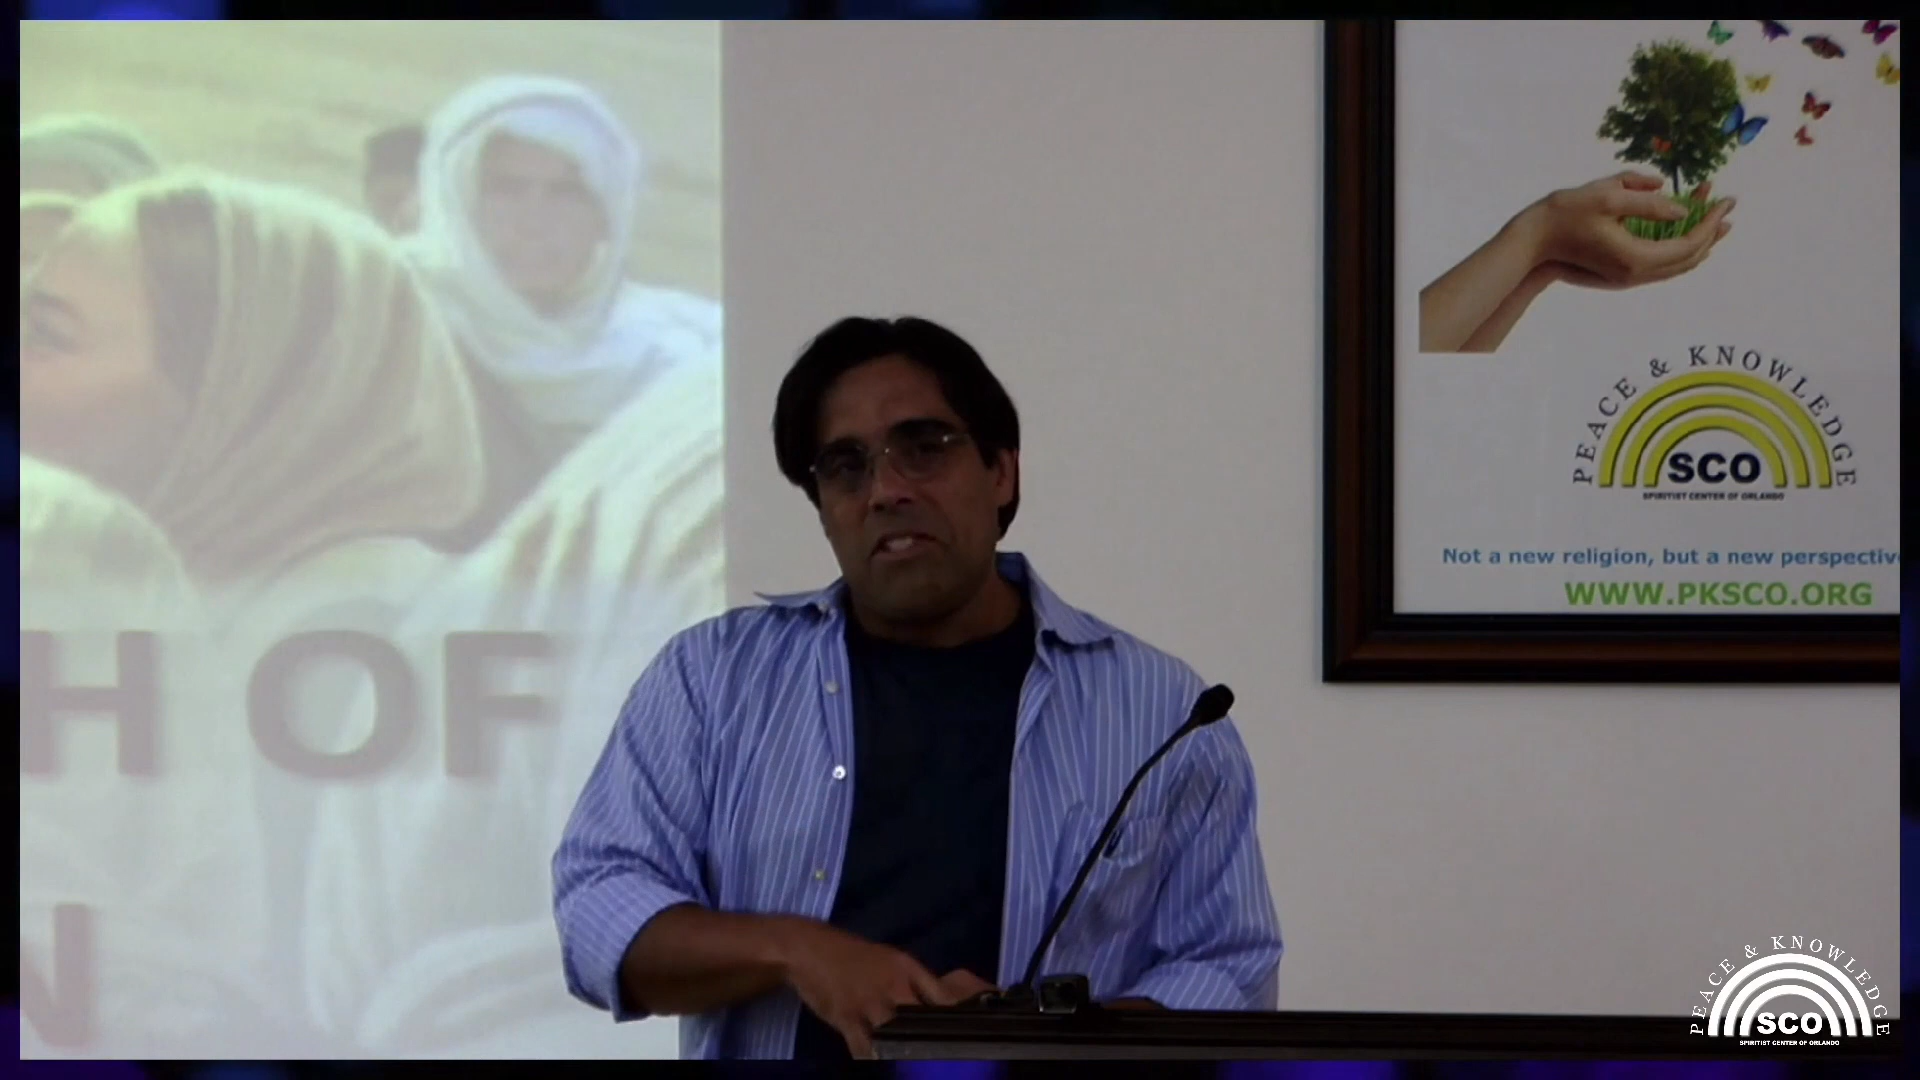 H OF
N
PEACE & KNOWLEDGE
SCO
SPIRITIST CENTER OF ORLANDO
Not a new religion, but a new perspectiv
WWW.PKSCO.ORG
PEACE & KNOWLEDGE
SCO
SPIRITIST CENTER OF ORLANDO